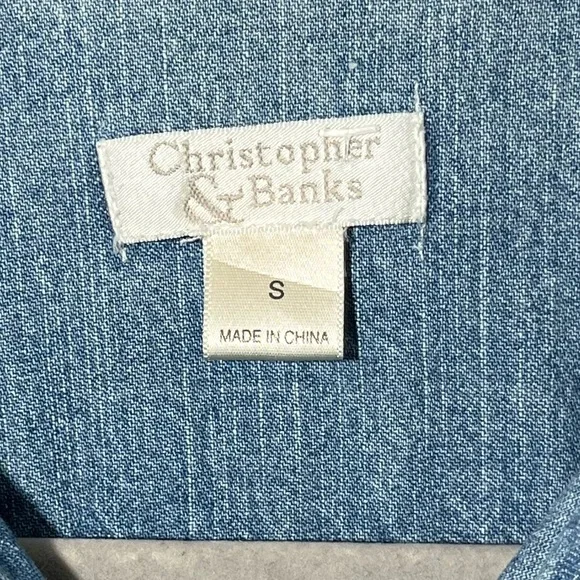 Christopher
& Banks
S
MADE IN CHINA